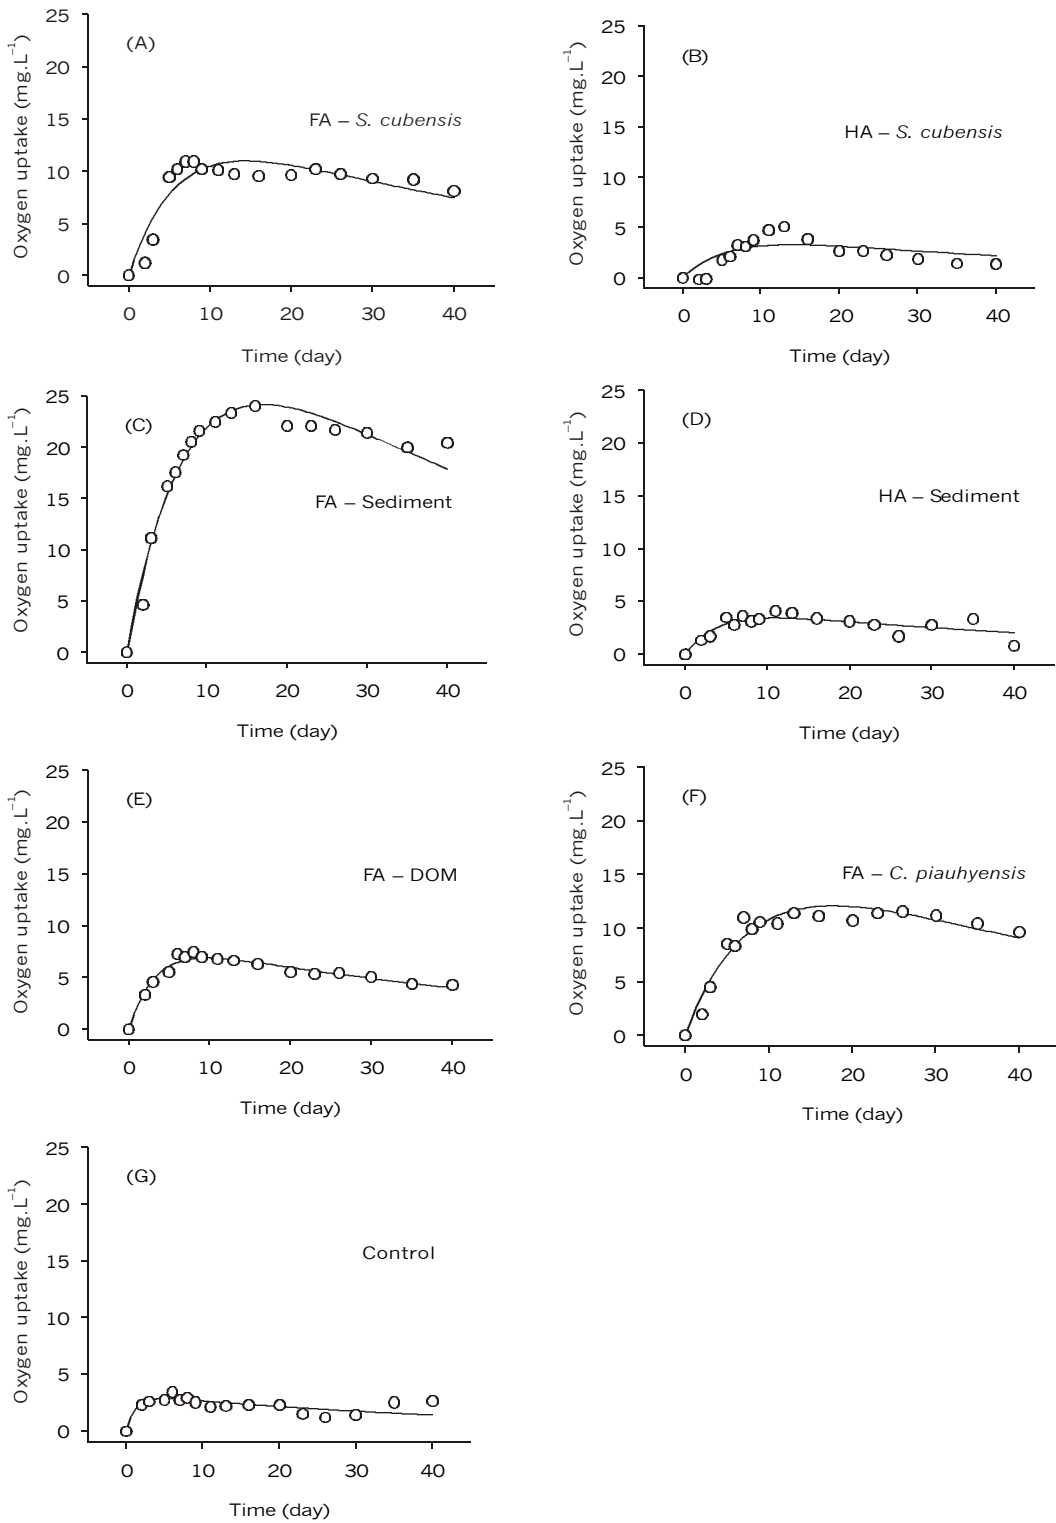 25
(A)
20
15
FA – S. cubensis
10
5
0
Oxygen uptake (mg.L⁻¹)
0 10 20 30 40
Time (day)
25
(B)
20
15
HA – S. cubensis
10
5
0
Oxygen uptake (mg.L⁻¹)
0 10 20 30 40
Time (day)
25
(C)
20
15
FA – Sediment
10
5
0
Oxygen uptake (mg.L⁻¹)
0 10 20 30 40
Time (day)
25
(D)
20
15
HA – Sediment
10
5
0
Oxygen uptake (mg.L⁻¹)
0 10 20 30 40
Time (day)
25
(E)
20
15
FA – DOM
10
5
0
Oxygen uptake (mg.L⁻¹)
0 10 20 30 40
Time (day)
25
(F)
20
15
FA – C. piauhyensis
10
5
0
Oxygen uptake (mg.L⁻¹)
0 10 20 30 40
Time (day)
25
(G)
20
Control
15
10
5
0
Oxygen uptake (mg.L⁻¹)
0 10 20 30 40
Time (day)